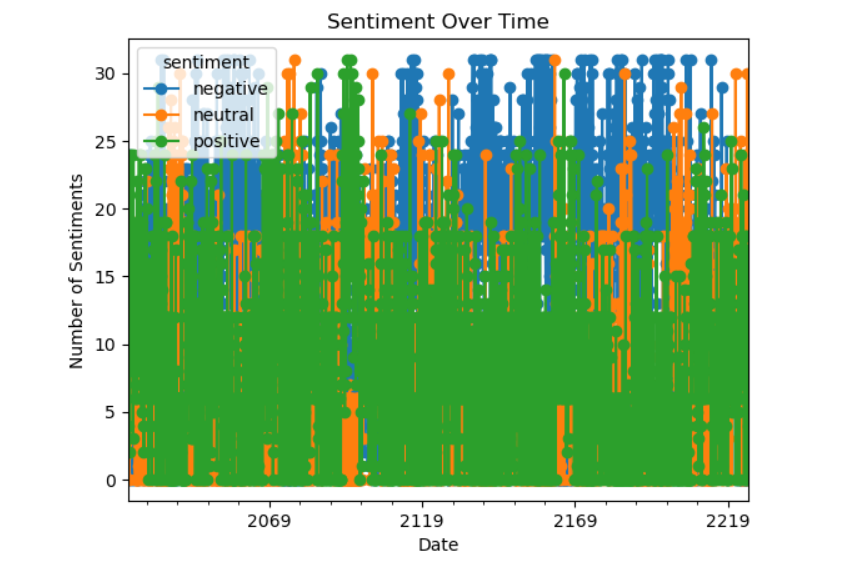 Sentiment Over Time
sentiment
negative
neutral
positive
30
25
20
15
10
5
0
Number of Sentiments
2069 2119 2169 2219
Date